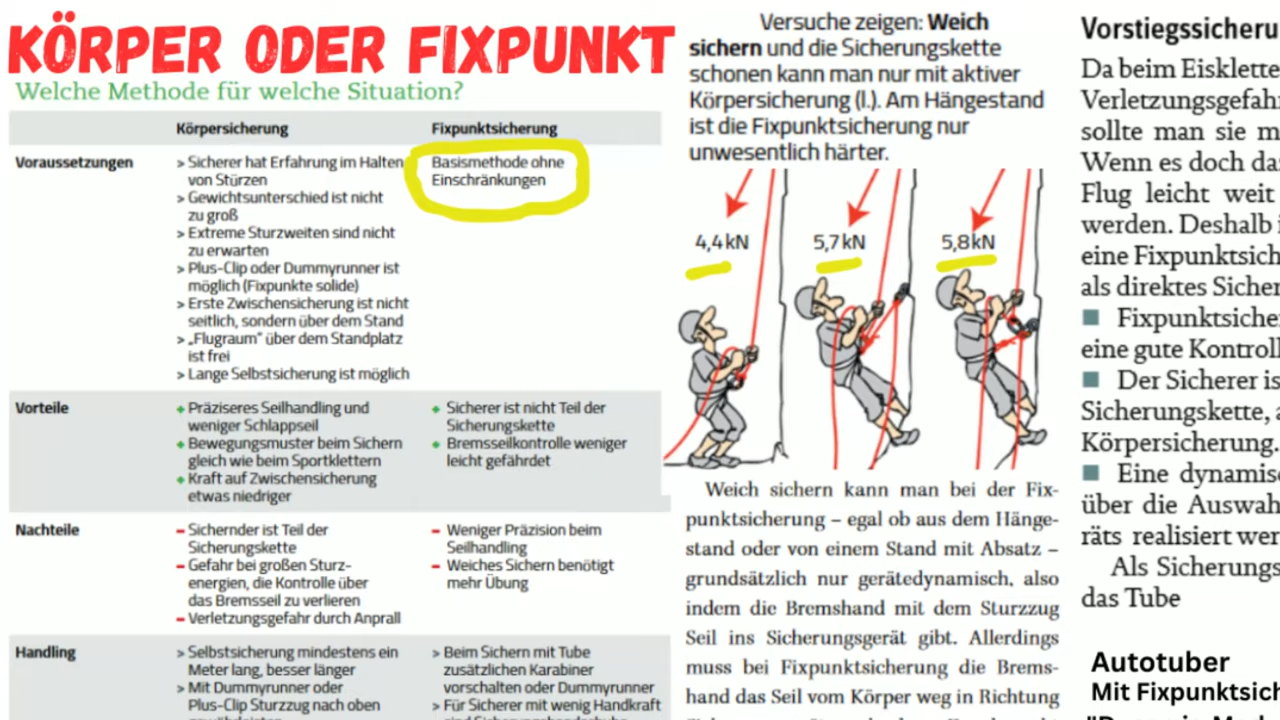 KÖRPER ODER FIXPUNKT
Welche Methode für welche Situation?
Körpersicherung
Fixpunktsicherung
Voraussetzungen
> Sicherer hat Erfahrung im Halten
von Stürzen
> Gewichtsunterschied ist nicht
zu groß
> Extreme Sturzweiten sind nicht
zu erwarten
> Plus-Clip oder Dummyrunner ist
möglich (Fixpunkte solide)
> Erste Zwischensicherung ist nicht
seitlich, sondern über dem Stand
> „Flugraum" über dem Standplatz
ist frei
> Lange Selbstsicherung ist möglich
Basismethode ohne
Einschränkungen
Vorteile
+ Präziseres Seilhandling und
weniger Schlappseil
+ Bewegungsmuster beim Sichern
gleich wie beim Sportklettern
+ Kraft auf Zwischensicherung
etwas niedriger
+ Sicherer ist nicht Teil der
Sicherungskette
+ Bremsseilkontrolle weniger
leicht gefährdet
Nachteile
– Sichernder ist Teil der
Sicherungskette
– Gefahr bei großen Sturz-
energien, die Kontrolle über
das Bremsseil zu verlieren
– Verletzungsgefahr durch Anprall
– Weniger Präzision beim
Seilhandling
– Weiches Sichern benötigt
mehr Übung
Handling
> Selbstsicherung mindestens ein
Meter lang, besser länger
> Mit Dummyrunner oder
Plus-Clip Sturzzug nach oben
> Beim Sichern mit Tube
zusätzlichen Karabiner
vorschalten oder Dummyrunner
> Für Sicherer mit wenig Handkraft
Versuche zeigen: Weich
sichern und die Sicherungskette
schonen kann man nur mit aktiver
Körpersicherung (l.). Am Hängestand
ist die Fixpunktsicherung nur
unwesentlich härter.
4,4 kN
5,7 kN
5,8 kN
Weich sichern kann man bei der Fix-
punktsicherung – egal ob aus dem Hänge-
stand oder von einem Stand mit Absatz –
grundsätzlich nur gerätedynamisch, also
indem die Bremshand mit dem Sturzzug
Seil ins Sicherungsgerät gibt. Allerdings
muss bei Fixpunktsicherung die Brems-
hand das Seil vom Körper weg in Richtung
Vorstiegssicheru
Da beim Eisklette
Verletzungsgefah
sollte man sie m
Wenn es doch da
Flug leicht weit
werden. Deshalb i
eine Fixpunktsich
als direktes Sicher
■ Fixpunktsiche
eine gute Kontroll
■ Der Sicherer is
Sicherungskette, a
Körpersicherung.
■ Eine dynamisc
über die Auswah
räts realisiert wer
Als Sicherungs
das Tube
Autotuber
Mit Fixpunktsich